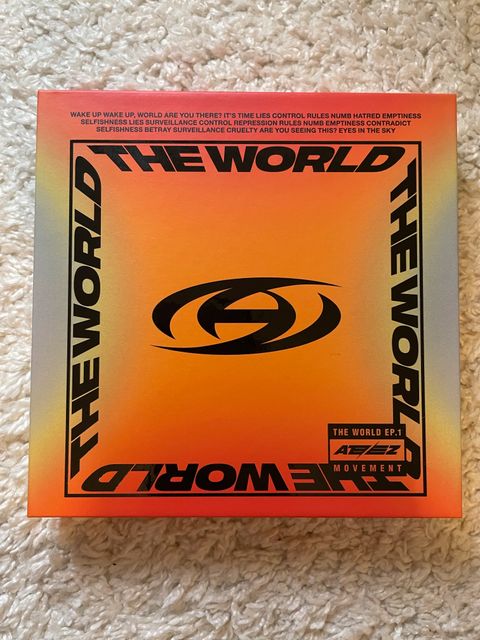 WAKE UP WAKE UP, WORLD ARE YOU THERE? IT'S TIME LIES CONTROL RULES NUMB HATRED EMPTINESS
SELFISHNESS LIES SURVEILLANCE CONTROL REPRESSION RULES NUMB EMPTINESS CONTRADICT
SELFISHNESS BETRAY SURVEILLANCE CRUELTY ARE YOU SEEING THIS? EYES IN THE SKY
THE WORLD
THE WORLD
THE WORLD
THE WORLD EP.1
ATEEZ
MOVEMENT
THE WORLD